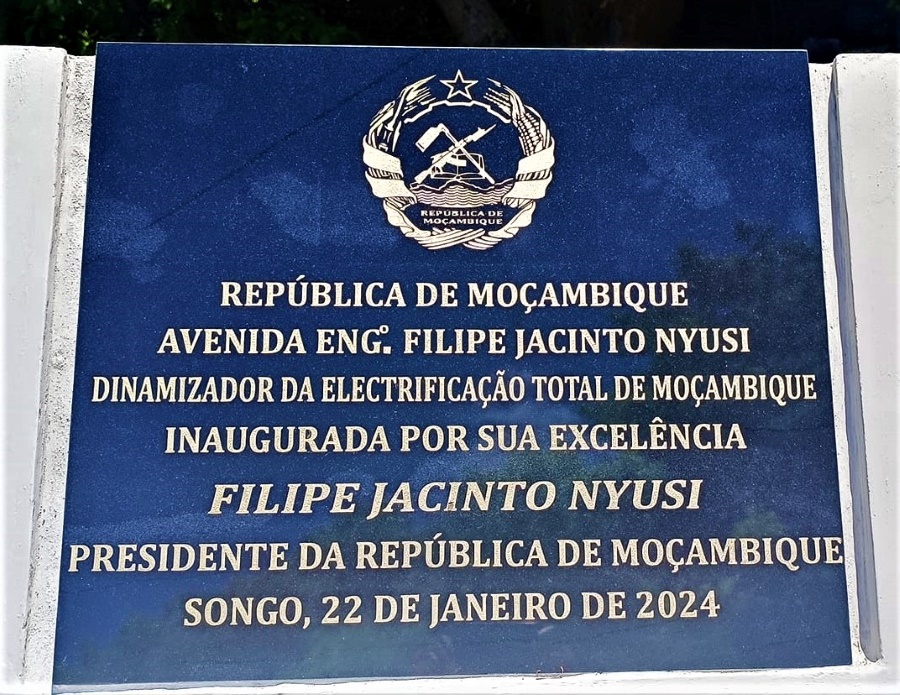 REPÚBLICA DE
MOÇAMBIQUE
REPÚBLICA DE MOÇAMBIQUE
AVENIDA ENGº. FILIPE JACINTO NYUSI
DINAMIZADOR DA ELECTRIFICAÇÃO TOTAL DE MOÇAMBIQUE
INAUGURADA POR SUA EXCELÊNCIA
FILIPE JACINTO NYUSI
PRESIDENTE DA REPÚBLICA DE MOÇAMBIQUE
SONGO, 22 DE JANEIRO DE 2024